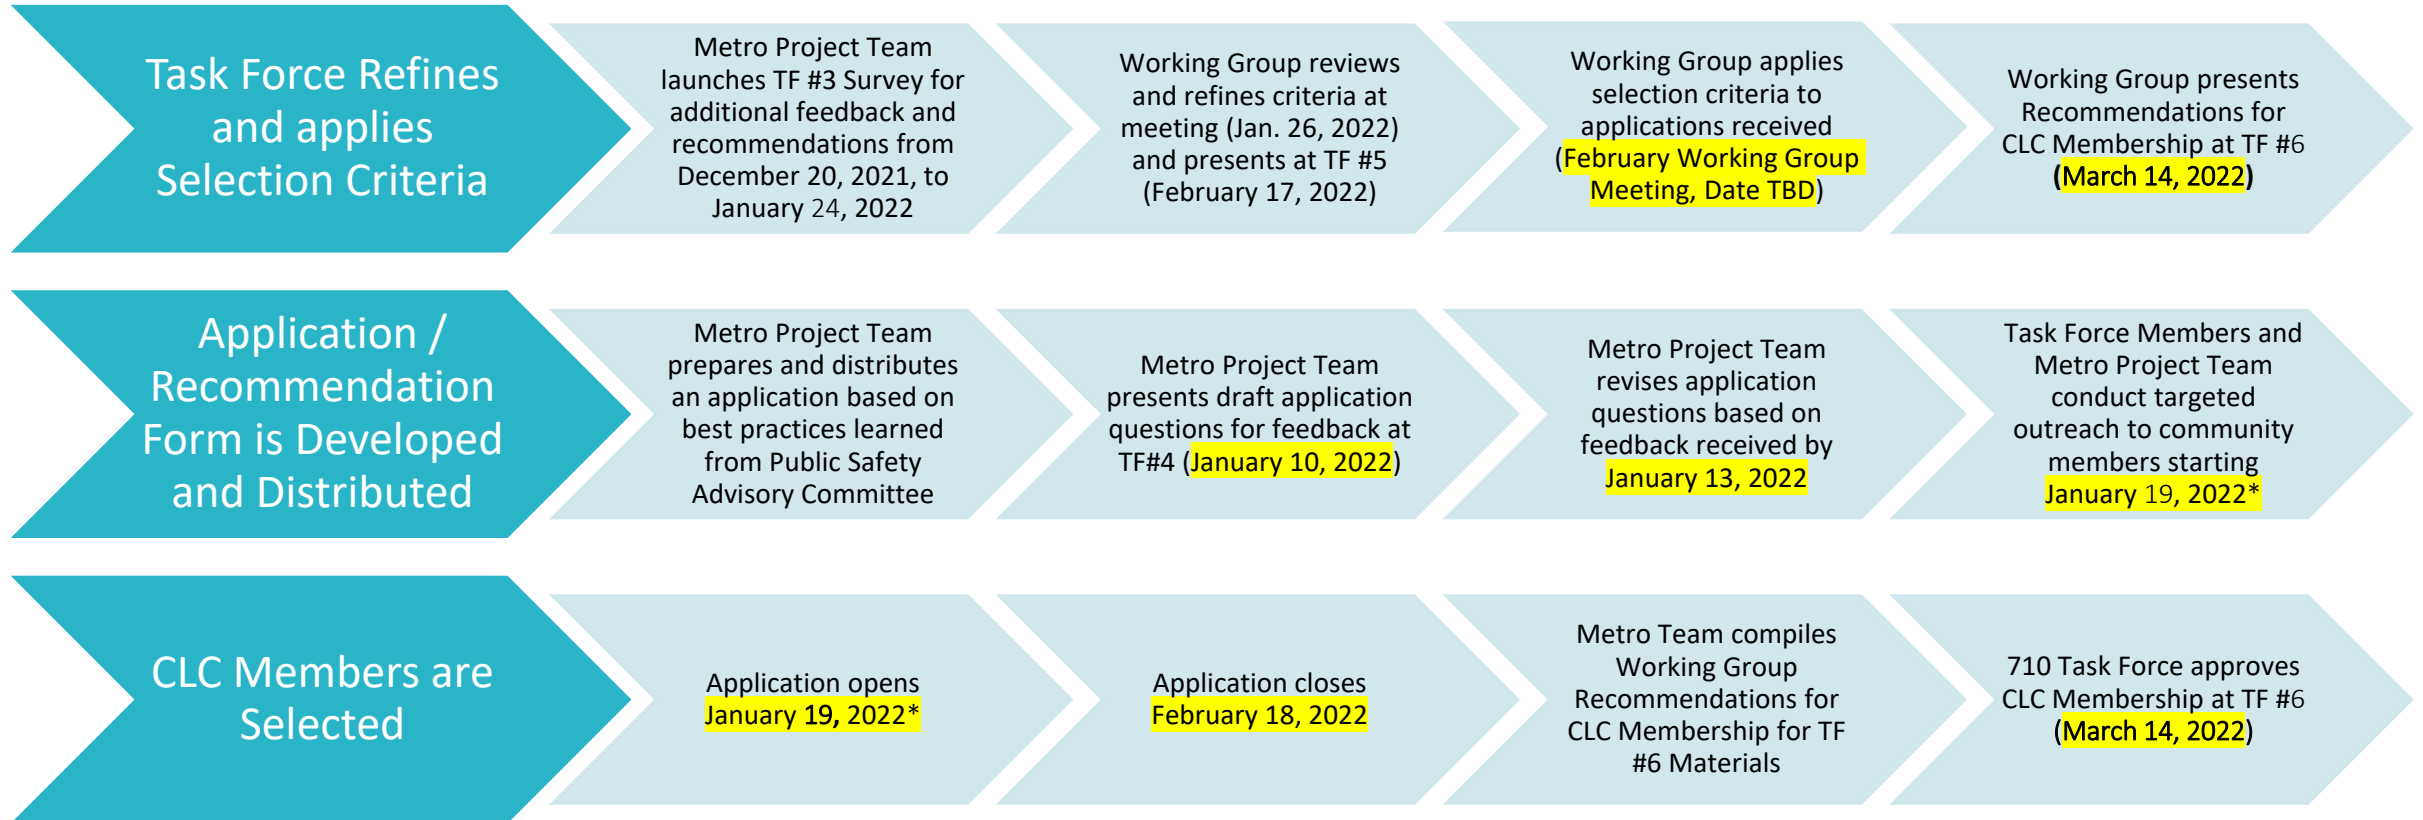 Task Force Refines
and applies
Selection Criteria
Metro Project Team
launches TF #3 Survey for
additional feedback and
recommendations from
December 20, 2021, to
January 24, 2022
Working Group reviews
and refines criteria at
meeting (Jan. 26, 2022)
and presents at TF #5
(February 17, 2022)
Working Group applies
selection criteria to
applications received
(February Working Group
Meeting, Date TBD)
Working Group presents
Recommendations for
CLC Membership at TF #6
(March 14, 2022)
Application /
Recommendation
Form is Developed
and Distributed
Metro Project Team
prepares and distributes
an application based on
best practices learned
from Public Safety
Advisory Committee
Metro Project Team
presents draft application
questions for feedback at
TF#4 (January 10, 2022)
Metro Project Team
revises application
questions based on
feedback received by
January 13, 2022
Task Force Members and
Metro Project Team
conduct targeted
outreach to community
members starting
January 19, 2022*
CLC Members are
Selected
Application opens
January 19, 2022*
Application closes
February 18, 2022
Metro Team compiles
Working Group
Recommendations for
CLC Membership for TF
#6 Materials
710 Task Force approves
CLC Membership at TF #6
(March 14, 2022)